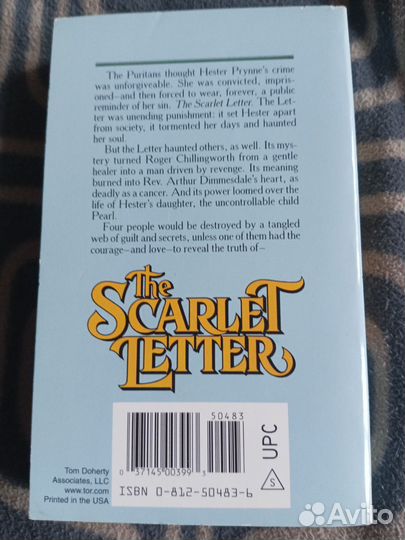 The Puritans thought Hester Prynne's crime
was unforgiveable. She was convicted, impris-
oned—and then forced to wear, forever, a public
reminder of her sin. The Scarlet Letter. The Let-
ter was unending punishment: it set Hester apart
from society, it tormented her days and haunted
her soul.
But the Letter haunted others, as well. Its mys-
tery turned Roger Chillingworth from a gentle
healer into a man driven by revenge. Its meaning
burned into Rev. Arthur Dimmesdale's heart, as
deadly as a cancer. And its power loomed over the
life of Hester's daughter, the uncontrollable child
Pearl.
Four people would be destroyed by a tangled
web of guilt and secrets, unless one of them had the
courage—and love—to reveal the truth of—
The
SCARLET
LETTER
50483
Tom Doherty
Associates, LLC
www.tor.com
Printed in the USA
0 37145 00399 3
ISBN 0-812-50483-6
S UPC
Avito